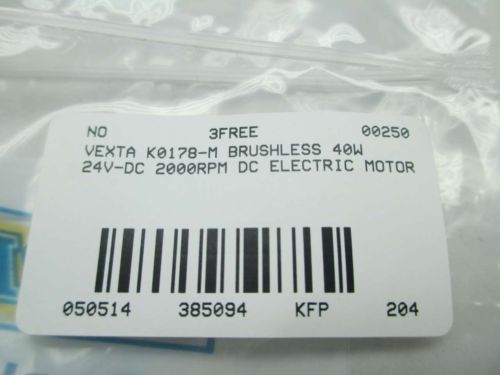 NO 3FREE 00250
VEXTA K0178-M BRUSHLESS 40W
24V-DC 2000RPM DC ELECTRIC MOTOR
050514 385094 KFP 204